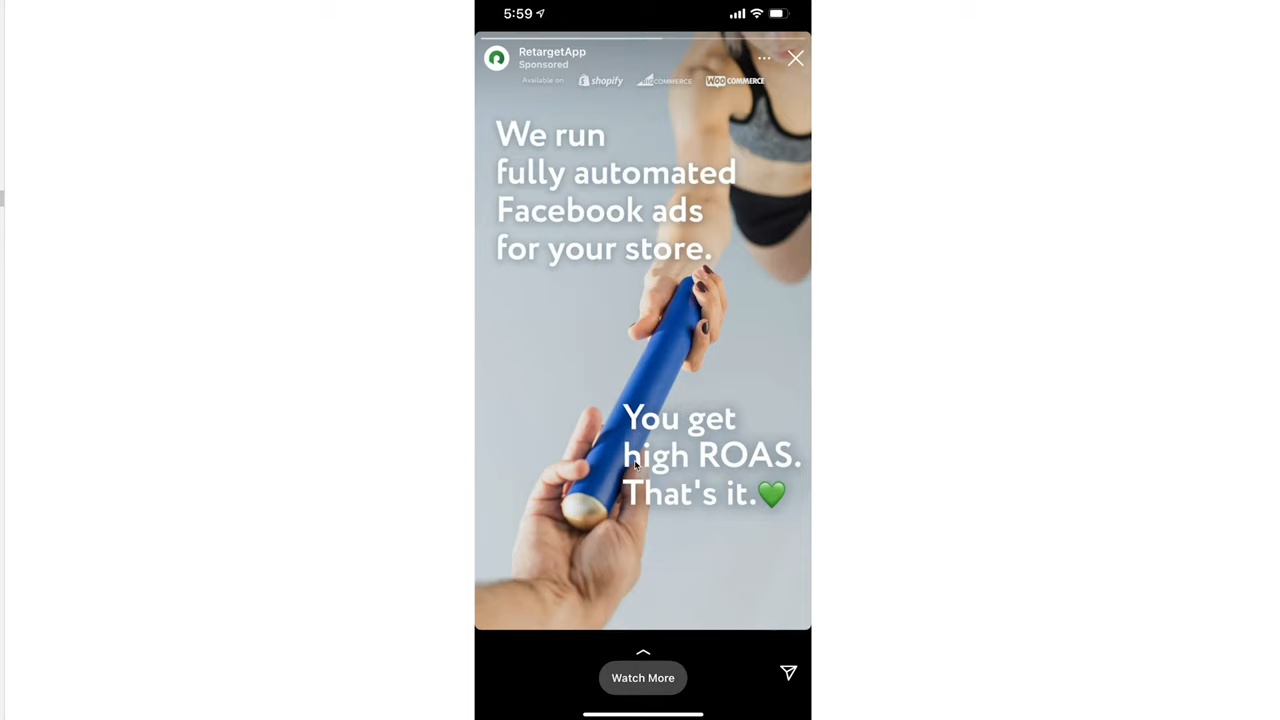 5:59
RetargetApp
Sponsored
Available on shopify BIGCOMMERCE WOO COMMERCE
We run
fully automated
Facebook ads
for your store.
You get
high ROAS.
That's it.💚
Watch More